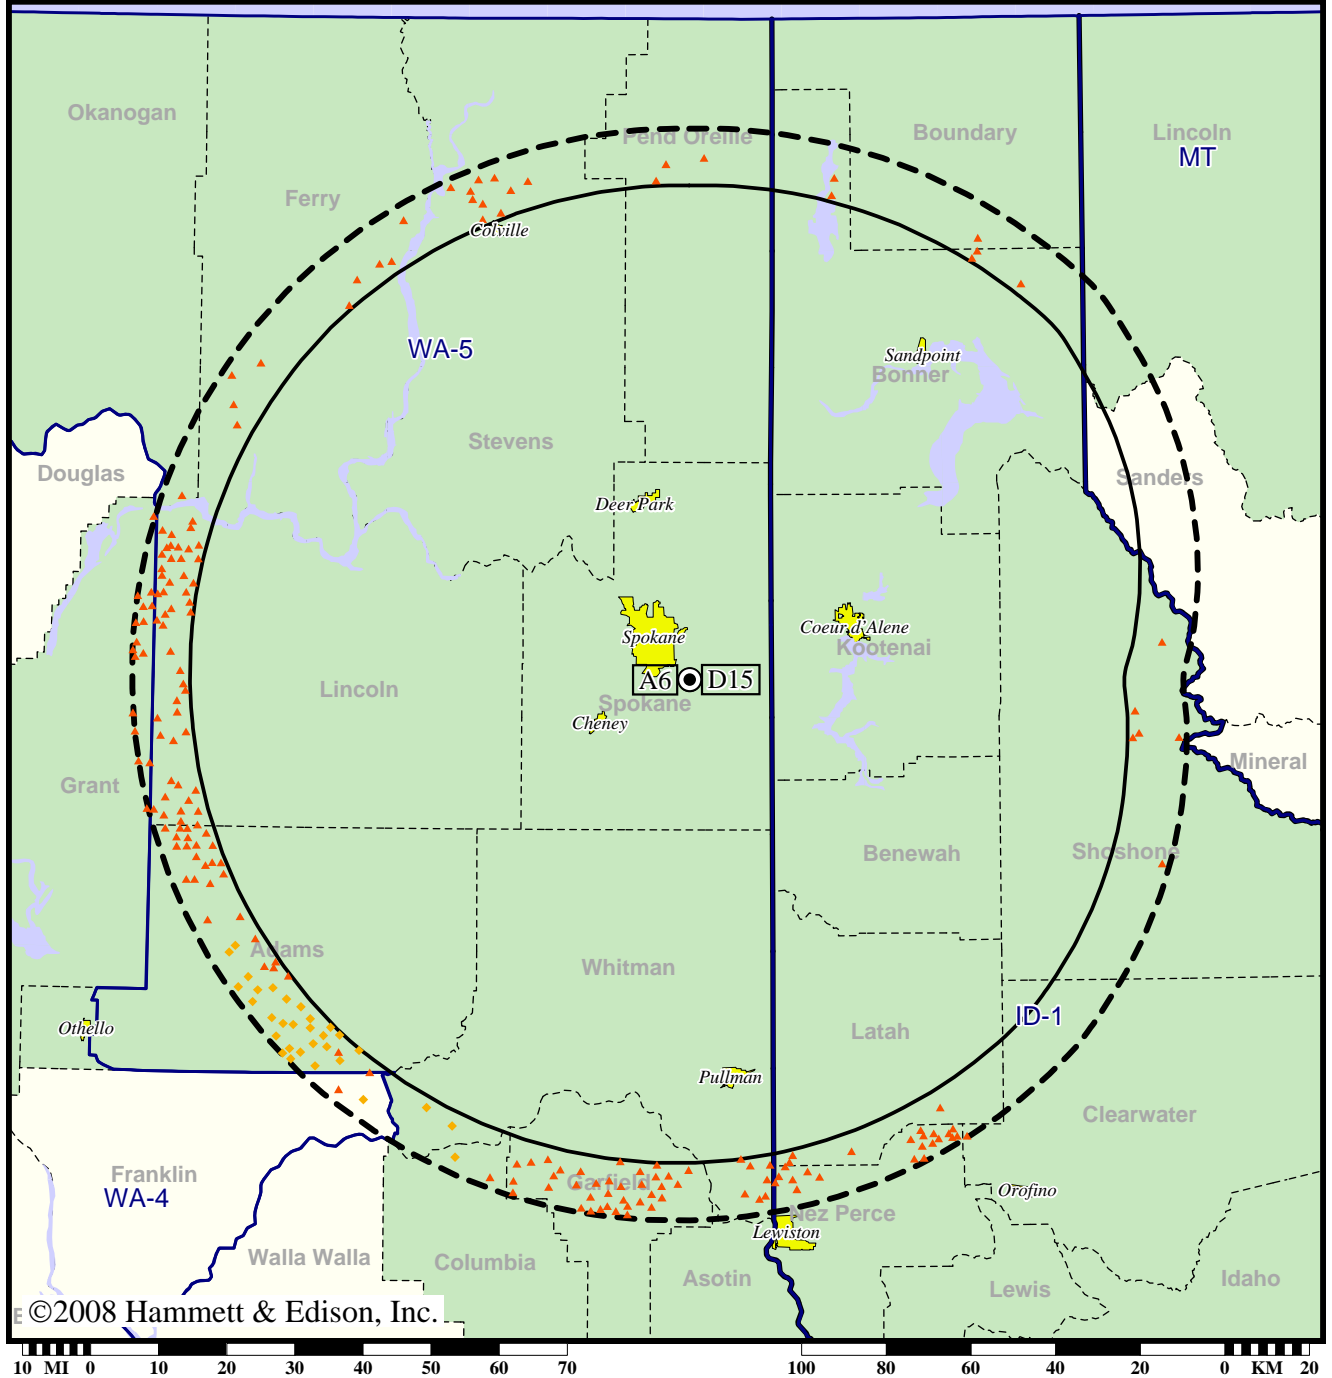 Okanogan
Pend Oreille
Boundary
Lincoln
MT
Ferry
Colville
WA-5
Sandpoint
Bonner
Stevens
Douglas
Sanders
Deer Park
Spokane
Coeur d'Alene
Kootenai
A6
D15
Lincoln
Spokane
Cheney
Grant
Mineral
Benewah
Shoshone
Adams
Whitman
Othello
ID-1
Latah
Pullman
Clearwater
Franklin
WA-4
Garfield
Orofino
Nez Perce
Lewiston
Walla Walla
Columbia
Asotin
Lewis
Idaho
©2008 Hammett & Edison, Inc.
10 MI 0 10 20 30 40 50 60 70 100 80 60 40 20 0 KM 20